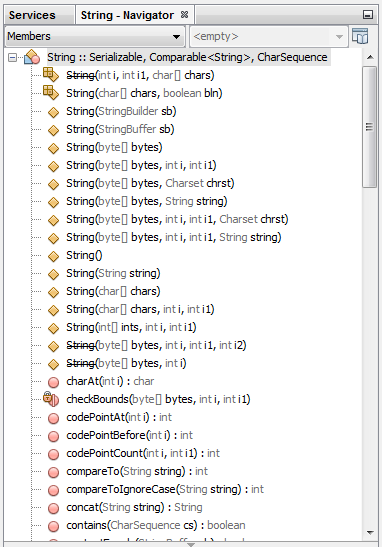 Services String - Navigator
Members <empty>
String :: Serializable, Comparable<String>, CharSequence
String(int i, int i1, char[] chars)
String(char[] chars, boolean bln)
String(StringBuilder sb)
String(StringBuffer sb)
String(byte[] bytes)
String(byte[] bytes, int i, int i1)
String(byte[] bytes, Charset chrst)
String(byte[] bytes, String string)
String(byte[] bytes, int i, int i1, Charset chrst)
String(byte[] bytes, int i, int i1, String string)
String()
String(String string)
String(char[] chars)
String(char[] chars, int i, int i1)
String(int[] ints, int i, int i1)
String(byte[] bytes, int i, int i1, int i2)
String(byte[] bytes, int i)
charAt(int i) : char
checkBounds(byte[] bytes, int i, int i1)
codePointAt(int i) : int
codePointBefore(int i) : int
codePointCount(int i, int i1) : int
compareTo(String string) : int
compareToIgnoreCase(String string) : int
concat(String string) : String
contains(CharSequence cs) : boolean